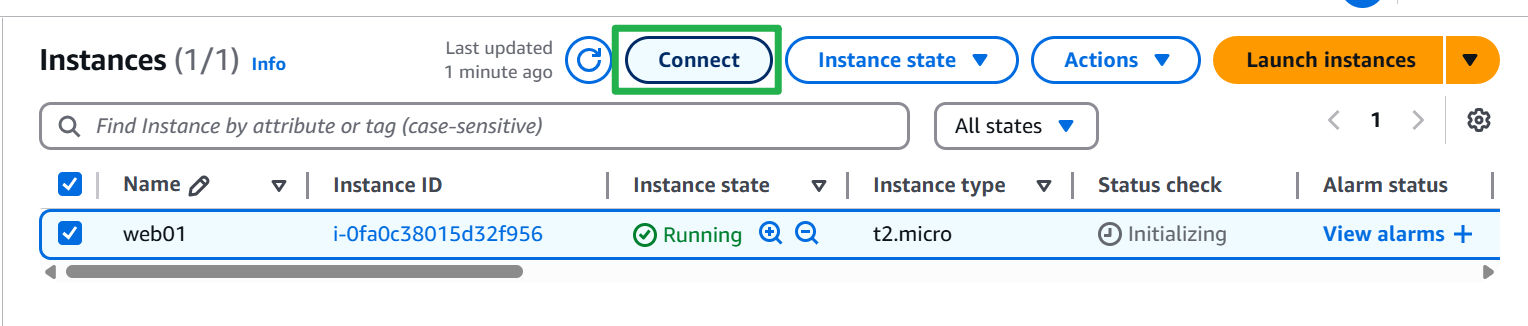 Instances (1/1) Info
Last updated
1 minute ago
Connect
Instance state
Actions
Launch instances
Find Instance by attribute or tag (case-sensitive)
All states
1
Name Instance ID Instance state Instance type Status check Alarm status
web01 i-0fa0c38015d32f956 Running t2.micro Initializing View alarms +